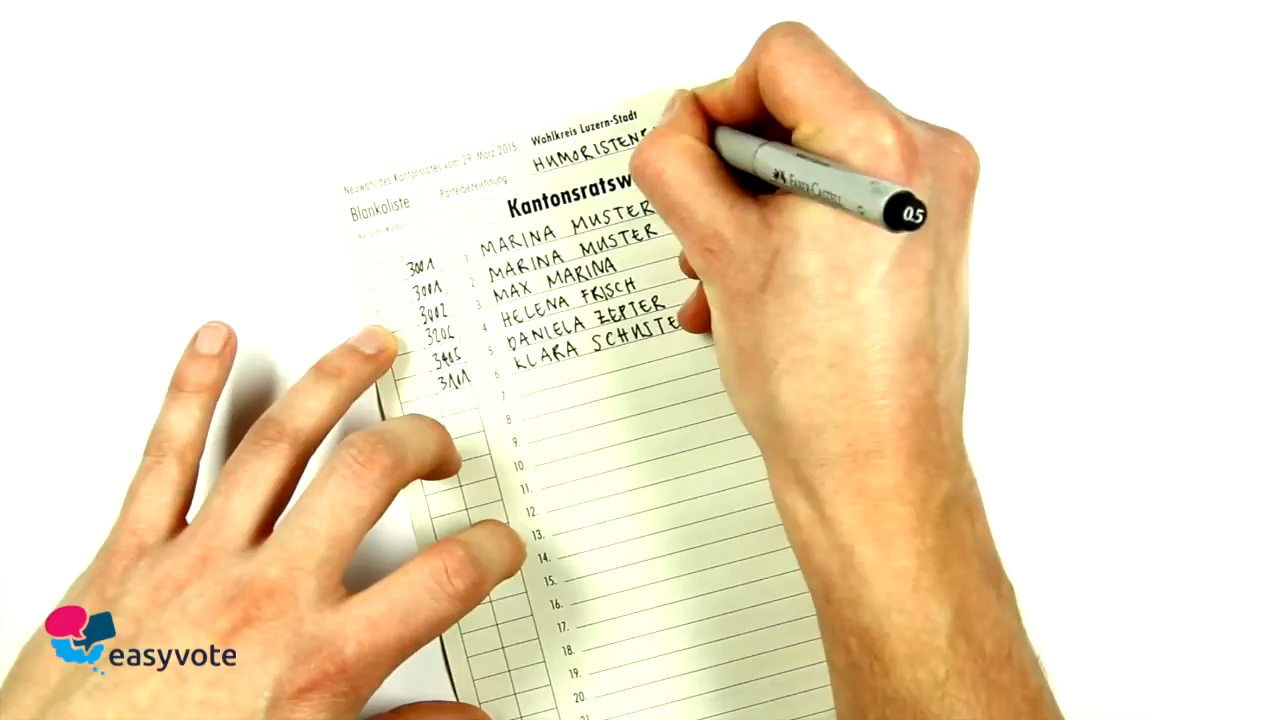 Neuwahl des Kantonsrates vom 29. März 2015
Wahlkreis Luzern-Stadt
Blankoliste
Parteibezeichnung
HUMORISTEN
Kantonsratsw
3001 1. MARINA MUSTER
3001 2. MARINA MUSTER
3002 3. MAX MARINA
3206 4. HELENA FRISCH
3405 5. DANIELA ZEPTER
3101 6. KLARA SCHUSTE
7.
8.
9.
10.
11.
12.
13.
14.
15.
16.
17.
18.
19.
20.
21.
FABER-CASTELL
0.5
easyvote